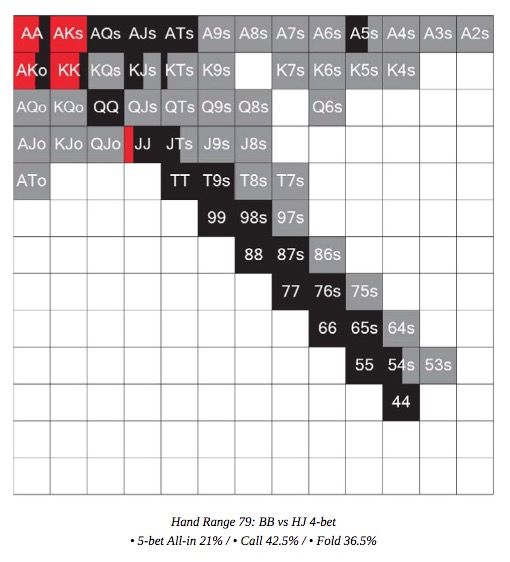 AA AKs AQs AJs ATs A9s A8s A7s A6s A5s A4s A3s A2s
AKo KK KQs KJs KTs K9s K7s K6s K5s K4s
AQo KQo QQ QJs QTs Q9s Q8s Q6s
AJo KJo QJo JJ JTs J9s J8s
ATo TT T9s T8s T7s
99 98s 97s
88 87s 86s
77 76s 75s
66 65s 64s
55 54s 53s
44
Hand Range 79: BB vs HJ 4-bet
• 5-bet All-in 21% / • Call 42.5% / • Fold 36.5%